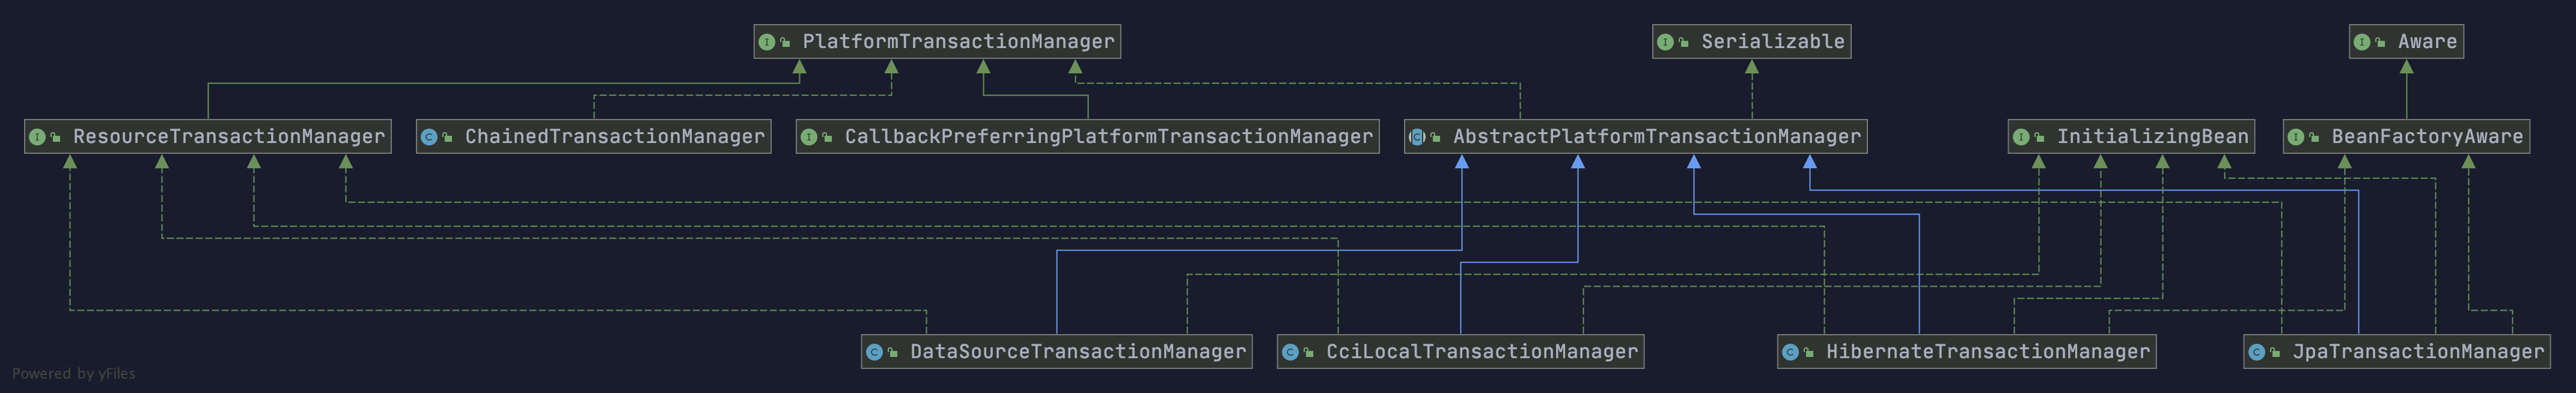 PlatformTransactionManager
Serializable
Aware
ResourceTransactionManager
ChainedTransactionManager
CallbackPreferringPlatformTransactionManager
AbstractPlatformTransactionManager
InitializingBean
BeanFactoryAware
DataSourceTransactionManager
CciLocalTransactionManager
HibernateTransactionManager
JpaTransactionManager
Powered by yFiles